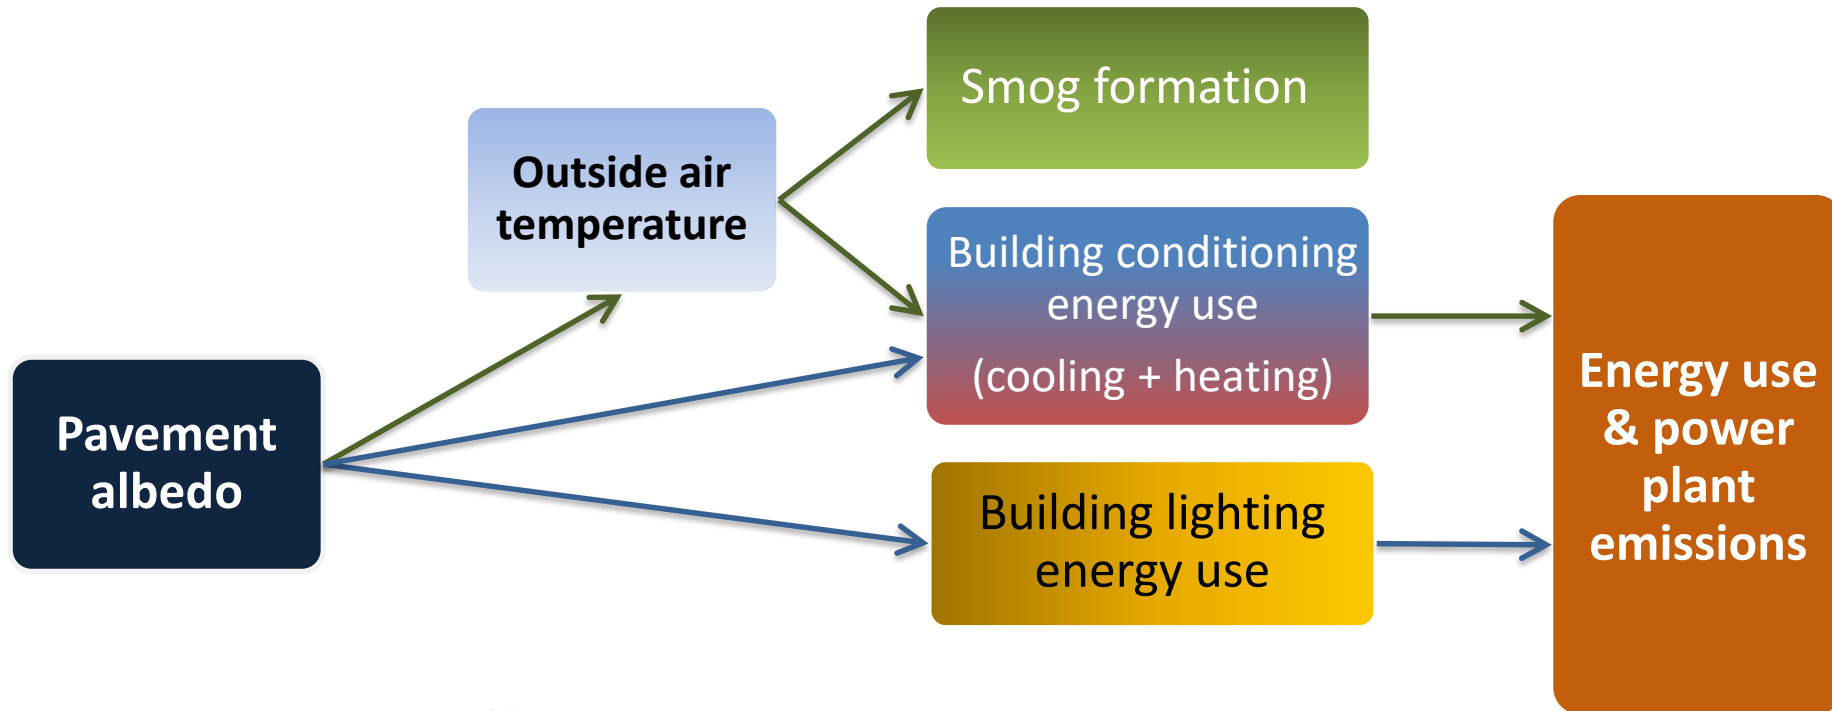 Smog formation
Outside air
temperature
Building conditioning
energy use
(cooling + heating)
Pavement
albedo
Building lighting
energy use
Energy use
& power
plant
emissions